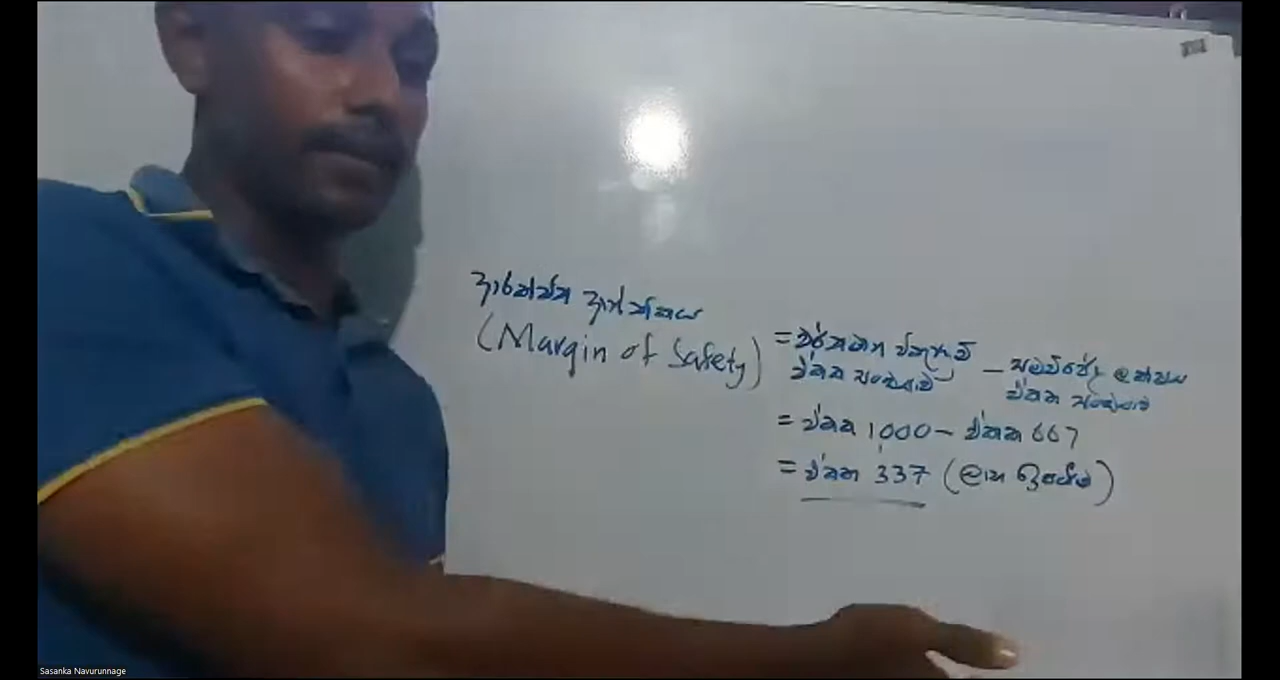 ආරක්ෂිත ආන්තිකය
(Margin of Safety)
= වර්තමාන විකුණුම් ඒකක සංඛ්‍යාව – සමච්ඡේද ලක්ෂ්‍යය ඒකක සංඛ්‍යාව
= ඒකක 1000 – ඒකක 667
= ඒකක 337 (ලාභ ඉපයීම)
Sasanka Navurunnage